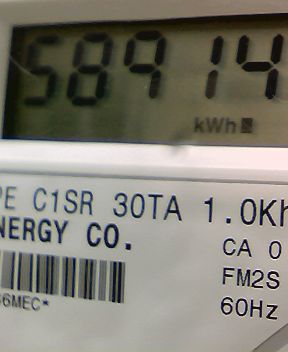 58914
kWh
PE C1SR 30TA 1.0Kh
NERGY CO.
CA 0
FM2S
60Hz
6MEC*